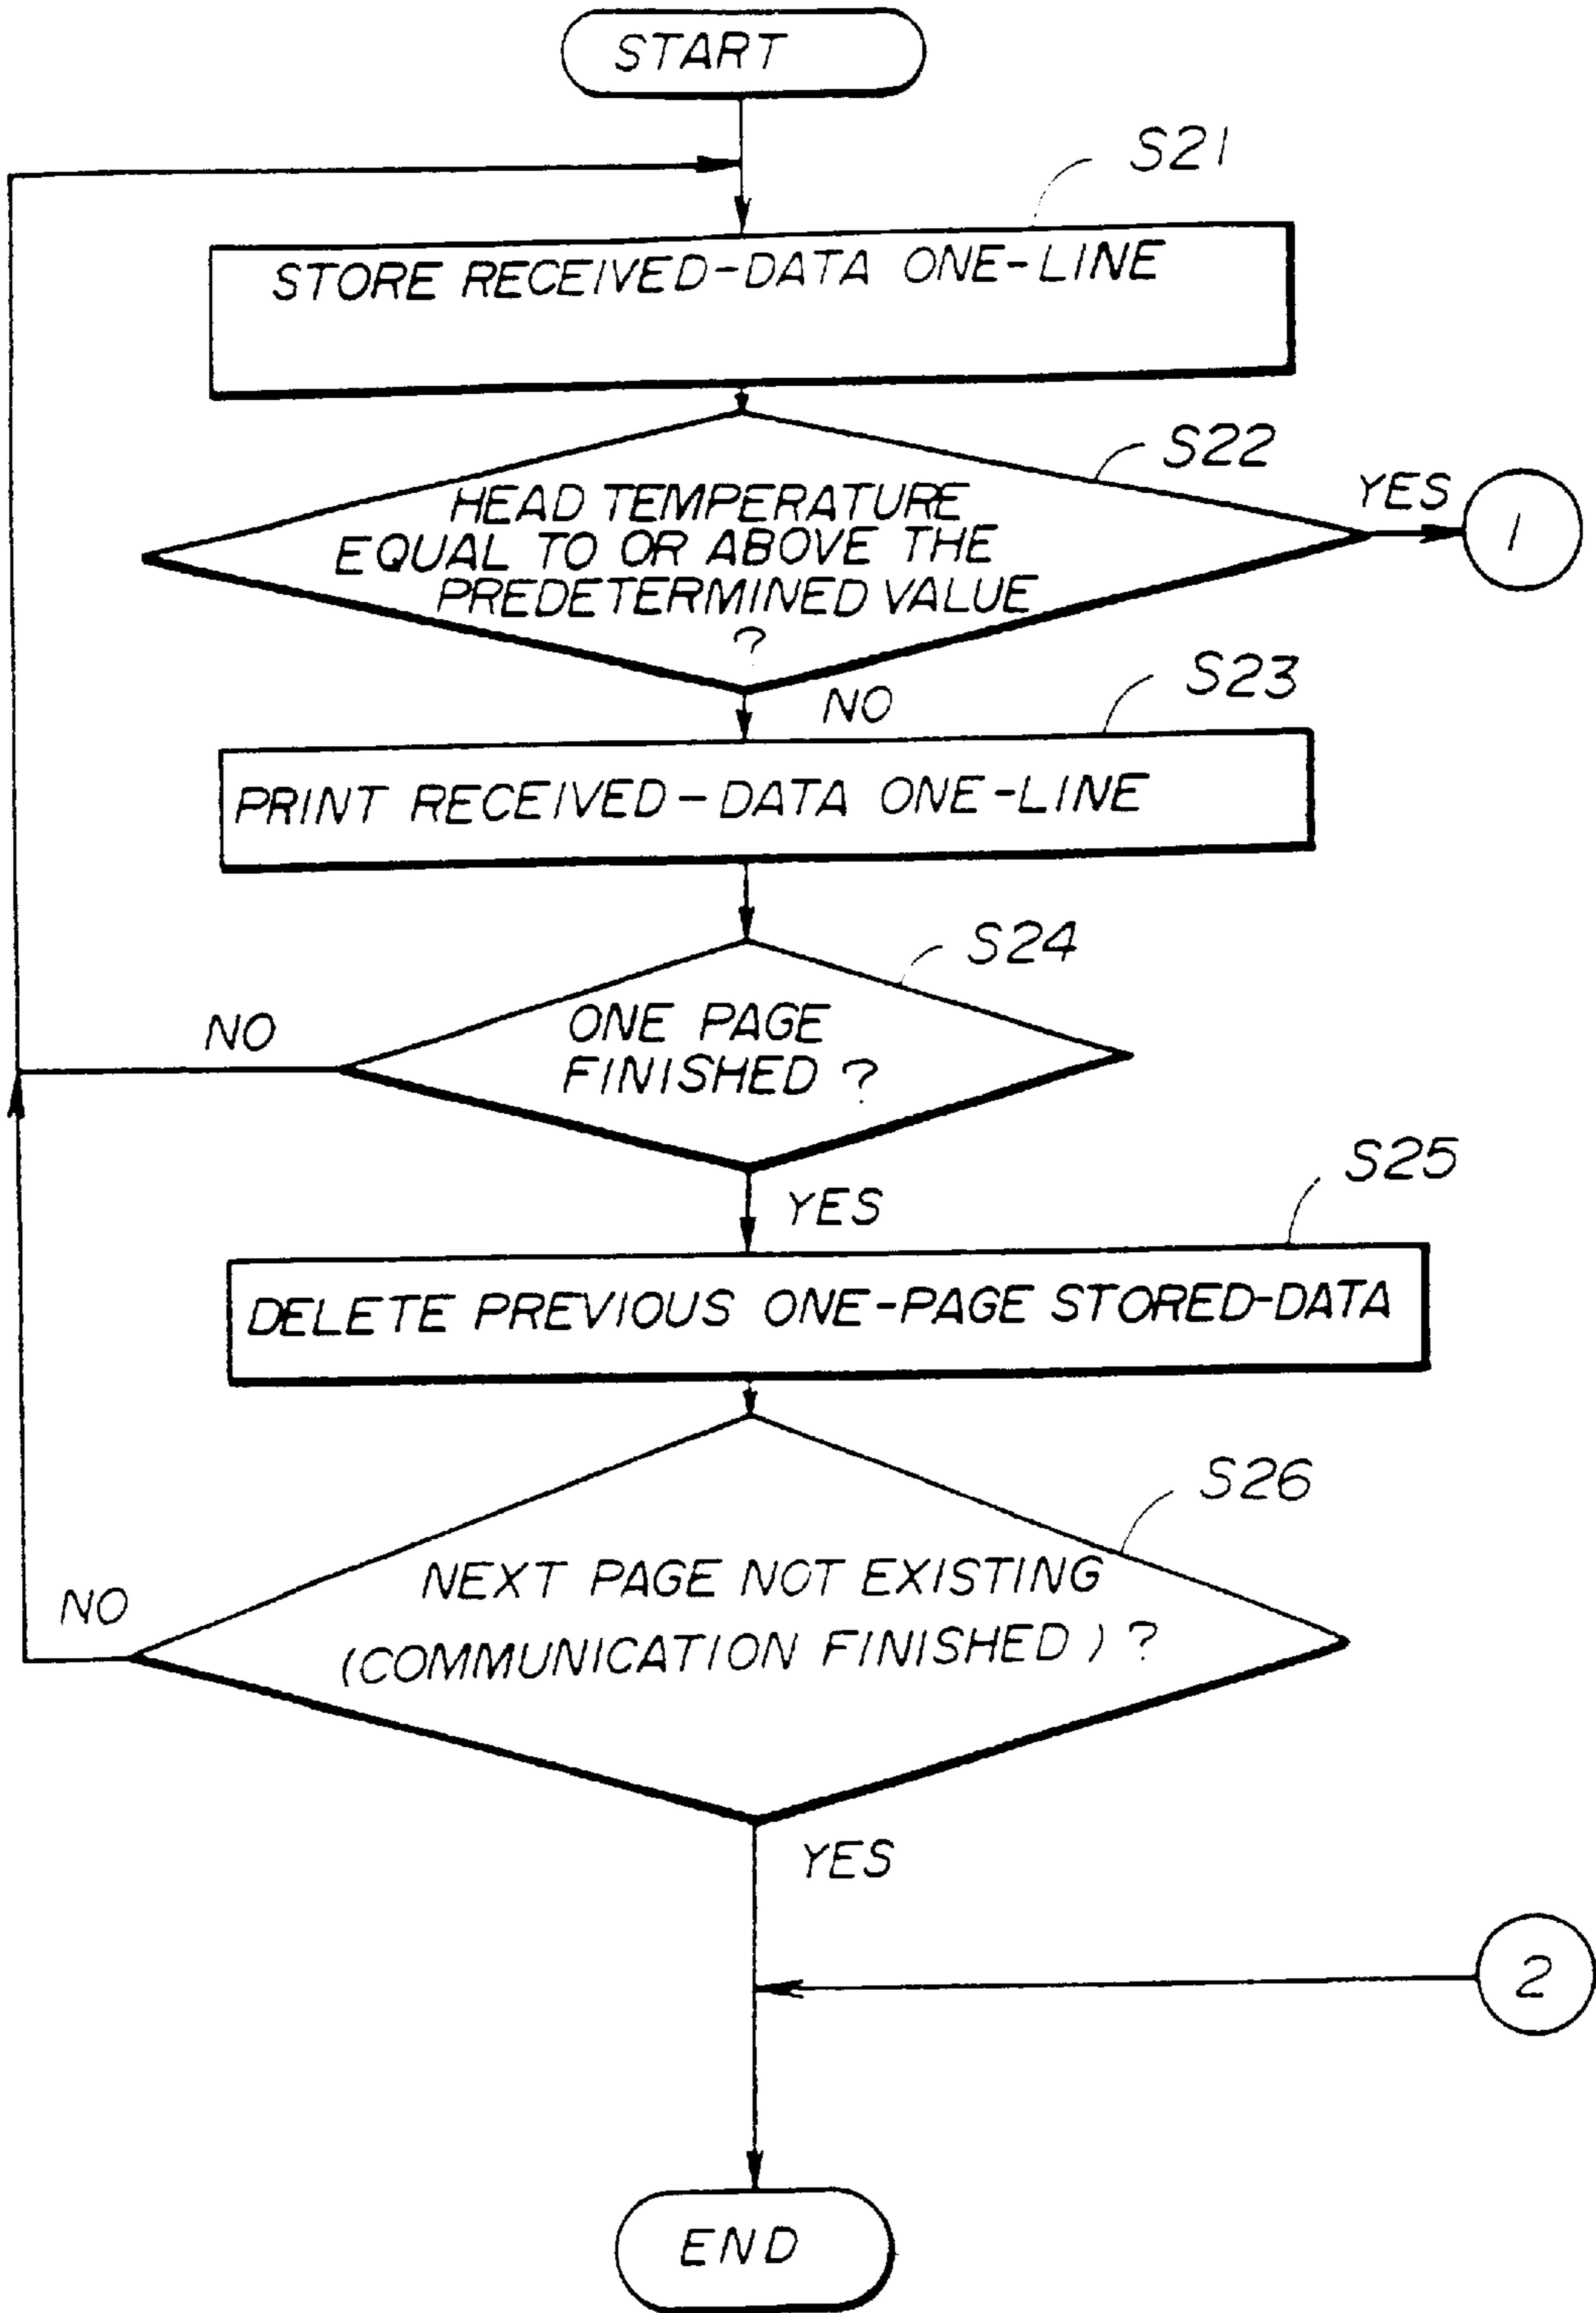 START
S21
STORE RECEIVED-DATA ONE-LINE
S22
HEAD TEMPERATURE
EQUAL TO OR ABOVE THE
PREDETERMINED VALUE
?
YES
1
NO
S23
PRINT RECEIVED-DATA ONE-LINE
S24
ONE PAGE
FINISHED ?
NO
YES
S25
DELETE PREVIOUS ONE-PAGE STORED-DATA
S26
NEXT PAGE NOT EXISTING
(COMMUNICATION FINISHED) ?
NO
YES
2
END